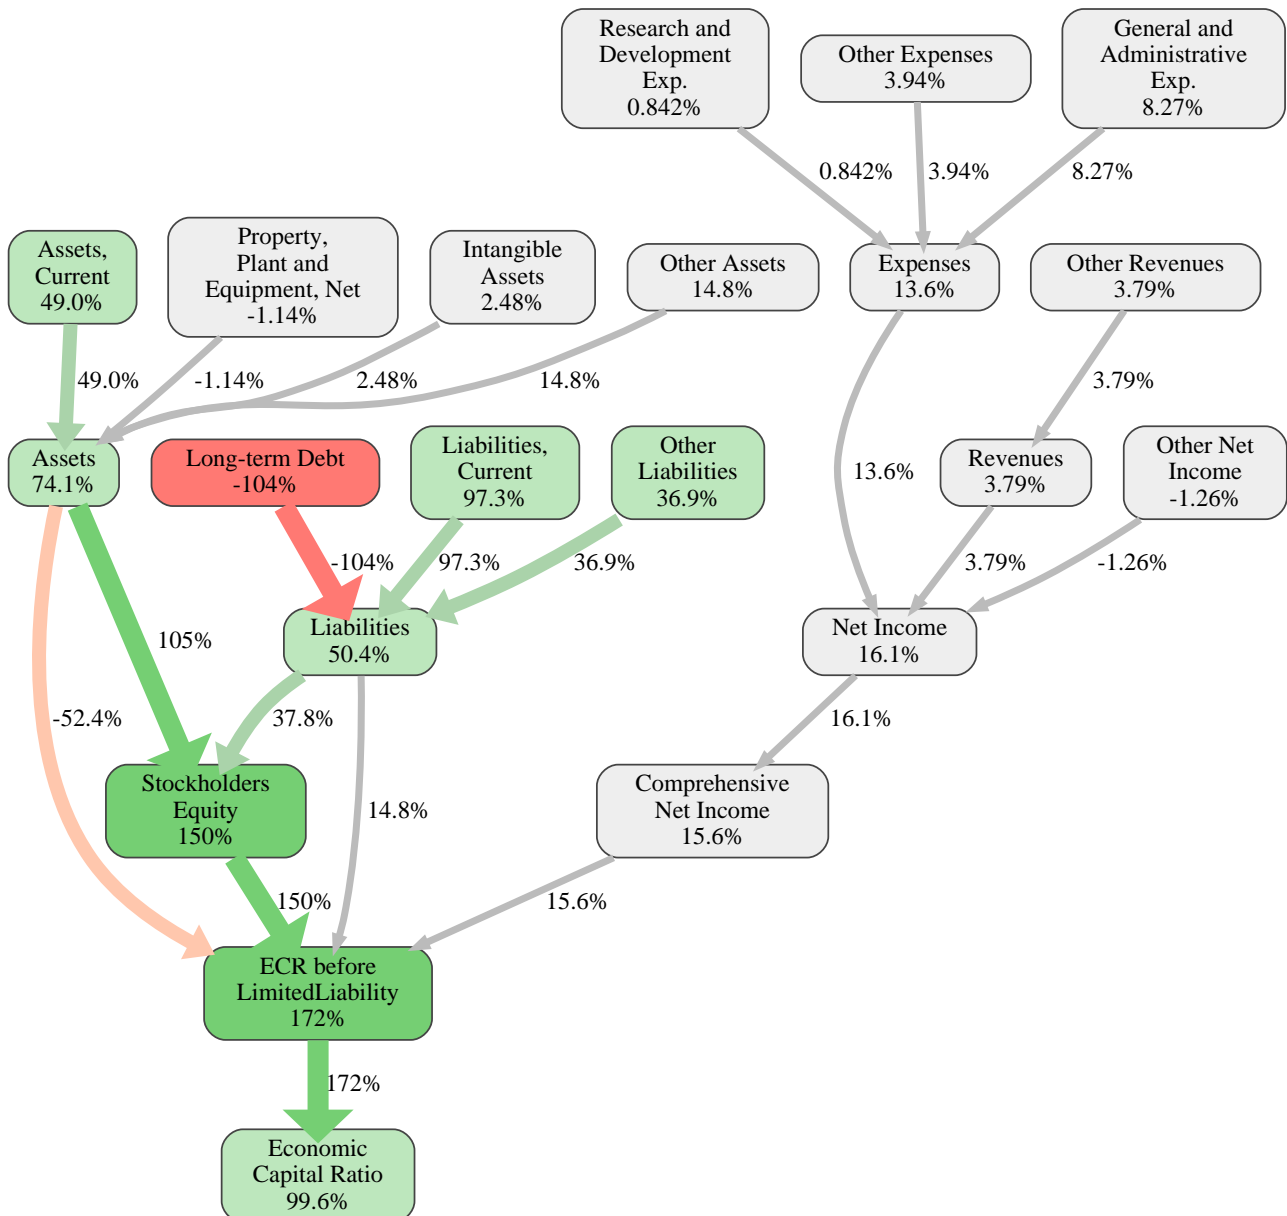 Research and
Development
Exp.
0.842%
Other Expenses
3.94%
General and
Administrative
Exp.
8.27%
0.842%
3.94%
8.27%
Assets,
Current
49.0%
Property,
Plant and
Equipment, Net
-1.14%
Intangible
Assets
2.48%
Other Assets
14.8%
Expenses
13.6%
Other Revenues
3.79%
49.0%
-1.14%
2.48%
14.8%
3.79%
Assets
74.1%
Long-term Debt
-104%
Liabilities,
Current
97.3%
Other
Liabilities
36.9%
13.6%
Revenues
3.79%
Other Net
Income
-1.26%
-104%
97.3%
36.9%
3.79%
-1.26%
105%
Liabilities
50.4%
Net Income
16.1%
-52.4%
37.8%
16.1%
Stockholders
Equity
150%
14.8%
Comprehensive
Net Income
15.6%
150%
15.6%
ECR before
LimitedLiability
172%
172%
Economic
Capital Ratio
99.6%